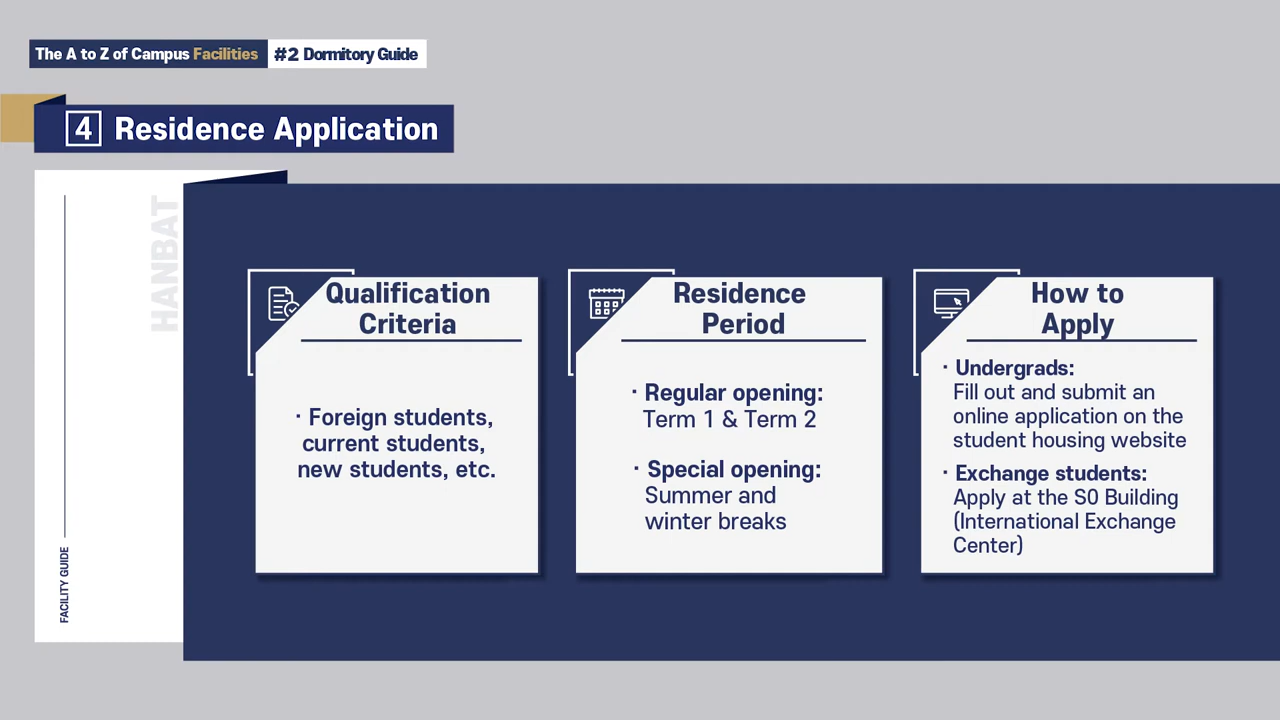 The A to Z of Campus Facilities #2 Dormitory Guide
4 Residence Application
HANBAT
FACILITY GUIDE
Qualification
Criteria
· Foreign students,
current students,
new students, etc.
Residence
Period
· Regular opening:
Term 1 & Term 2
· Special opening:
Summer and
winter breaks
How to
Apply
· Undergrads:
Fill out and submit an
online application on the
student housing website
· Exchange students:
Apply at the S0 Building
(International Exchange
Center)